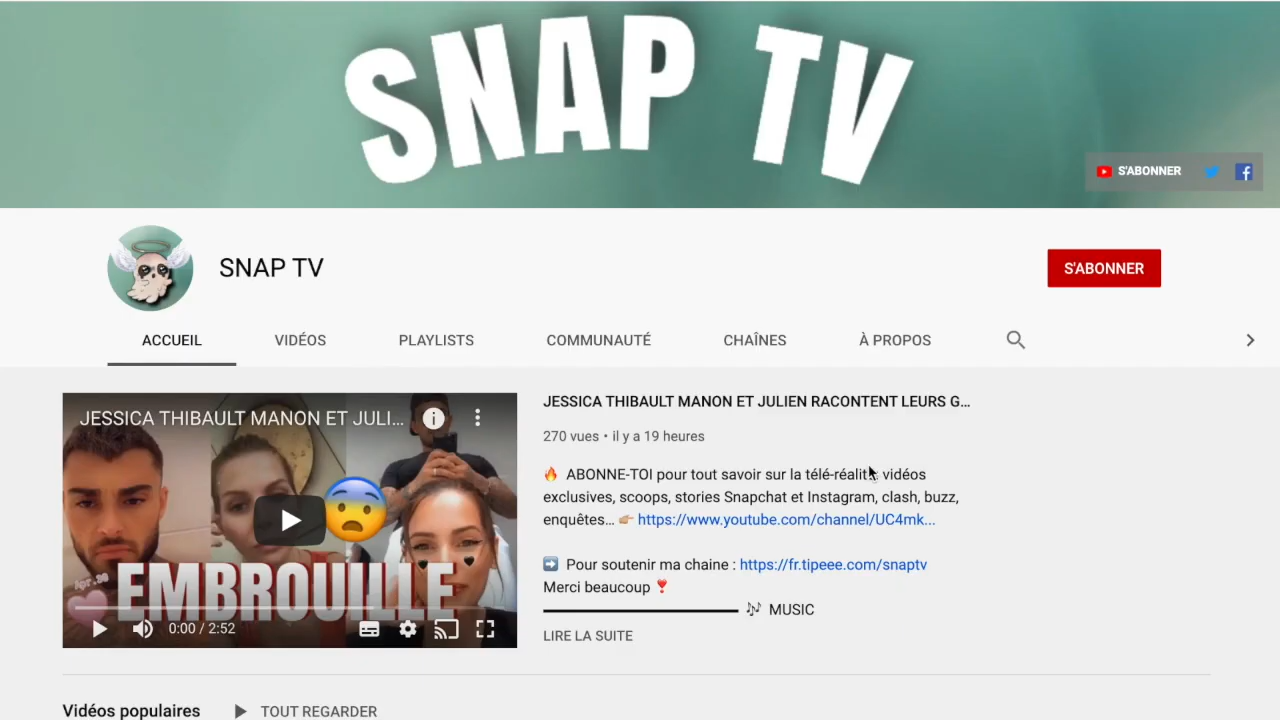 SNAP TV
S'ABONNER
SNAP TV
S'ABONNER
ACCUEIL
VIDÉOS
PLAYLISTS
COMMUNAUTÉ
CHAÎNES
À PROPOS
JESSICA THIBAULT MANON ET JULI...
EMBROUILLE
0:00 / 2:52
JESSICA THIBAULT MANON ET JULIEN RACONTENT LEURS G...
270 vues • il y a 19 heures
🔥 ABONNE-TOI pour tout savoir sur la télé-réalité vidéos
exclusives, scoops, stories Snapchat et Instagram, clash, buzz,
enquêtes... 👉 https://www.youtube.com/channel/UC4mk...
➡️ Pour soutenir ma chaine : https://fr.tipeee.com/snaptv
Merci beaucoup ❣️
🎶 MUSIC
LIRE LA SUITE
Vidéos populaires
TOUT REGARDER